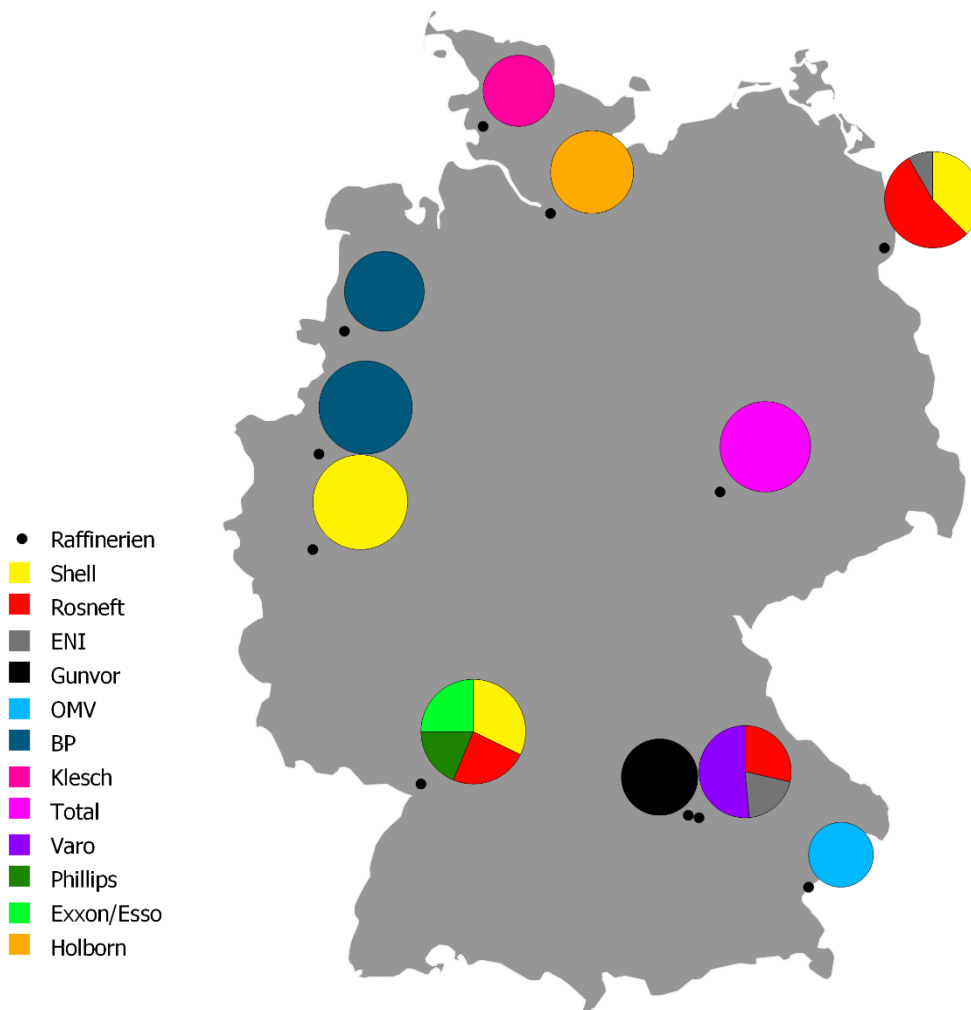 Raffinerien
Shell
Rosneft
ENI
Gunvor
OMV
BP
Klesch
Total
Varo
Phillips
Exxon/Esso
Holborn